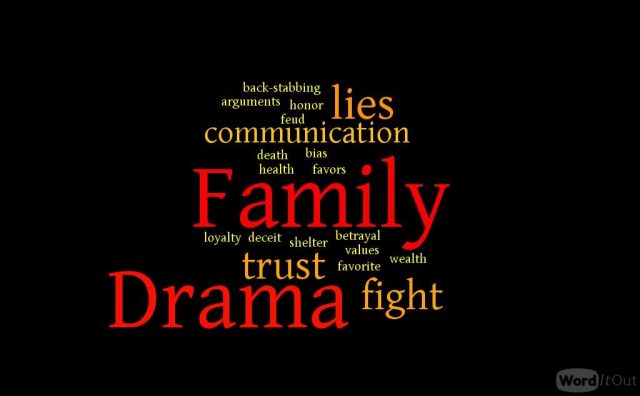 back-stabbing
arguments honor lies
feud
communication
death bias
health favors
Family
loyalty deceit shelter betrayal
values
trust favorite wealth
Drama fight
WordItOut